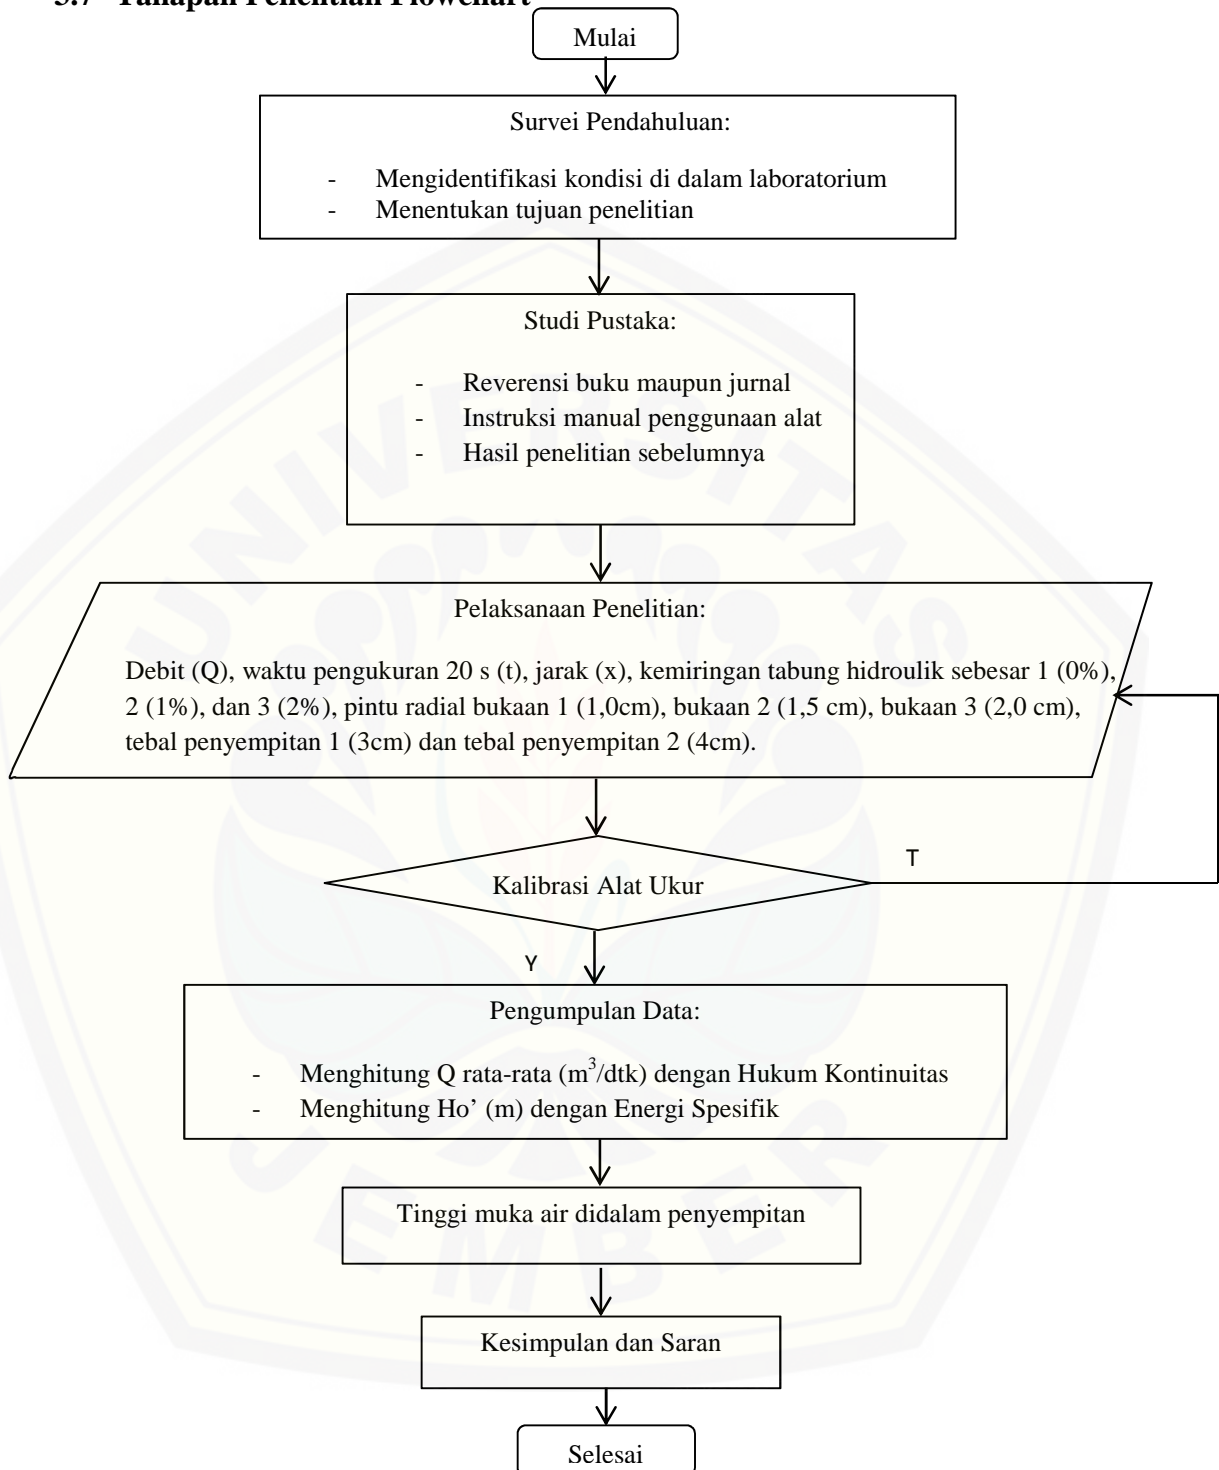 3.7 Tahapan Penelitian Flowchart
Mulai
Survei Pendahuluan:
- Mengidentifikasi kondisi di dalam laboratorium
- Menentukan tujuan penelitian
Studi Pustaka:
- Reverensi buku maupun jurnal
- Instruksi manual penggunaan alat
- Hasil penelitian sebelumnya
Pelaksanaan Penelitian:
Debit (Q), waktu pengukuran 20 s (t), jarak (x), kemiringan tabung hidroulik sebesar 1 (0%),
2 (1%), dan 3 (2%), pintu radial bukaan 1 (1,0cm), bukaan 2 (1,5 cm), bukaan 3 (2,0 cm),
tebal penyempitan 1 (3cm) dan tebal penyempitan 2 (4cm).
Kalibrasi Alat Ukur
T
Y
Pengumpulan Data:
- Menghitung Q rata-rata (m³/dtk) dengan Hukum Kontinuitas
- Menghitung Ho’ (m) dengan Energi Spesifik
Tinggi muka air didalam penyempitan
Kesimpulan dan Saran
Selesai
UNIVERSITAS
JEMBER